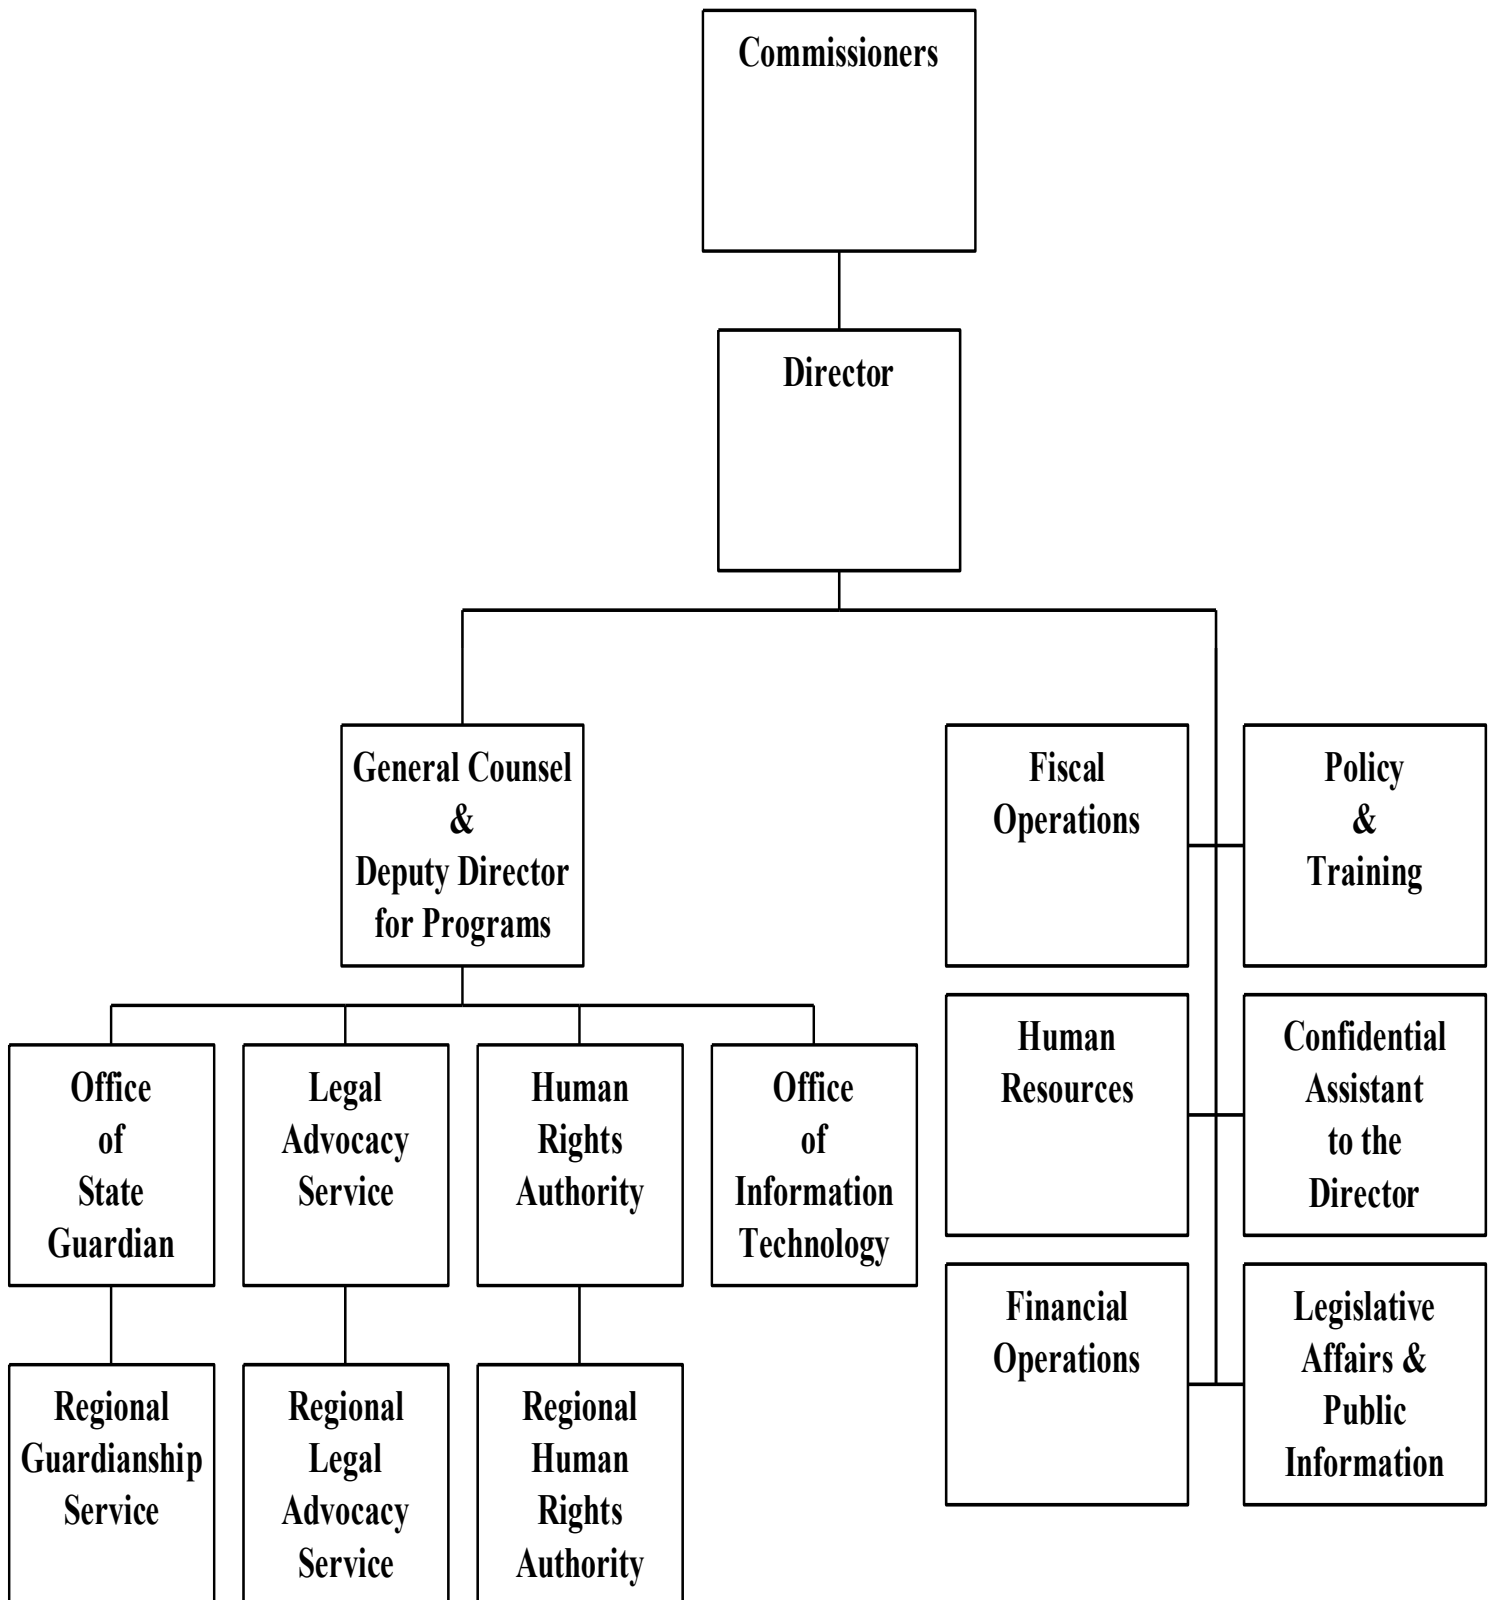 Commissioners
Director
General Counsel
&
Deputy Director
for Programs
Fiscal
Operations
Policy
&
Training
Human
Resources
Confidential
Assistant
to the
Director
Financial
Operations
Legislative
Affairs &
Public
Information
Office
of
State
Guardian
Legal
Advocacy
Service
Human
Rights
Authority
Office
of
Information
Technology
Regional
Guardianship
Service
Regional
Legal
Advocacy
Service
Regional
Human
Rights
Authority